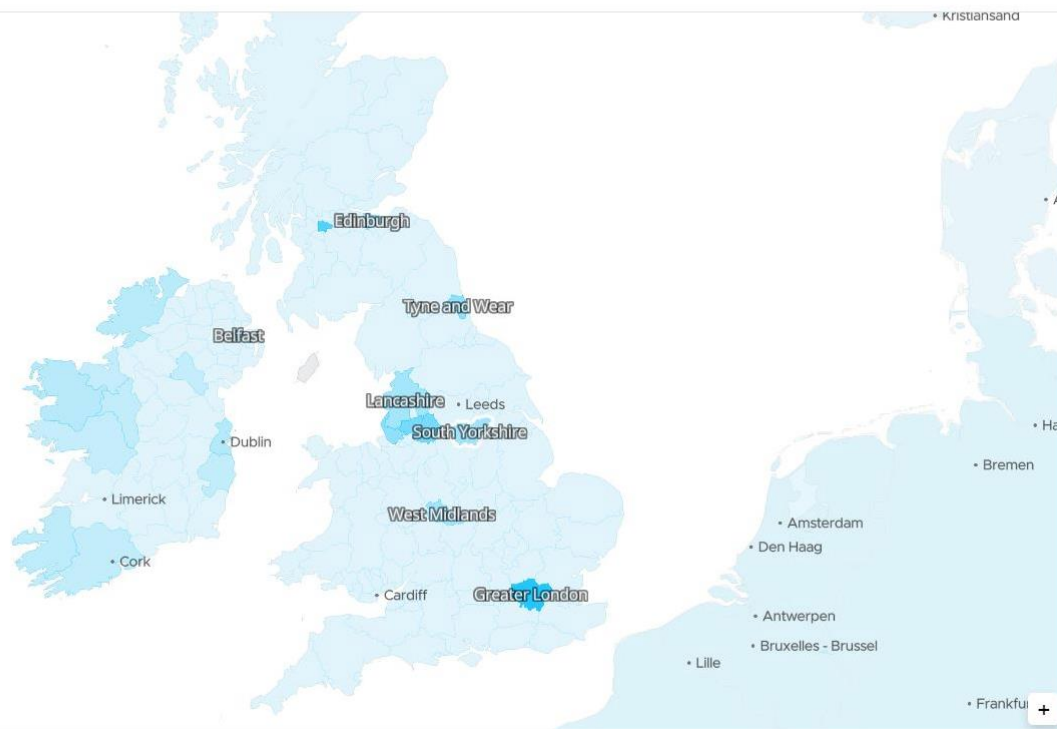 Kristiansand
Edinburgh
Tyne and Wear
Belfast
Lancashire
Leeds
South Yorkshire
Dublin
Bremen
Limerick
West Midlands
Amsterdam
Den Haag
Cork
Cardiff
Greater London
Antwerpen
Bruxelles - Brussel
Lille
+